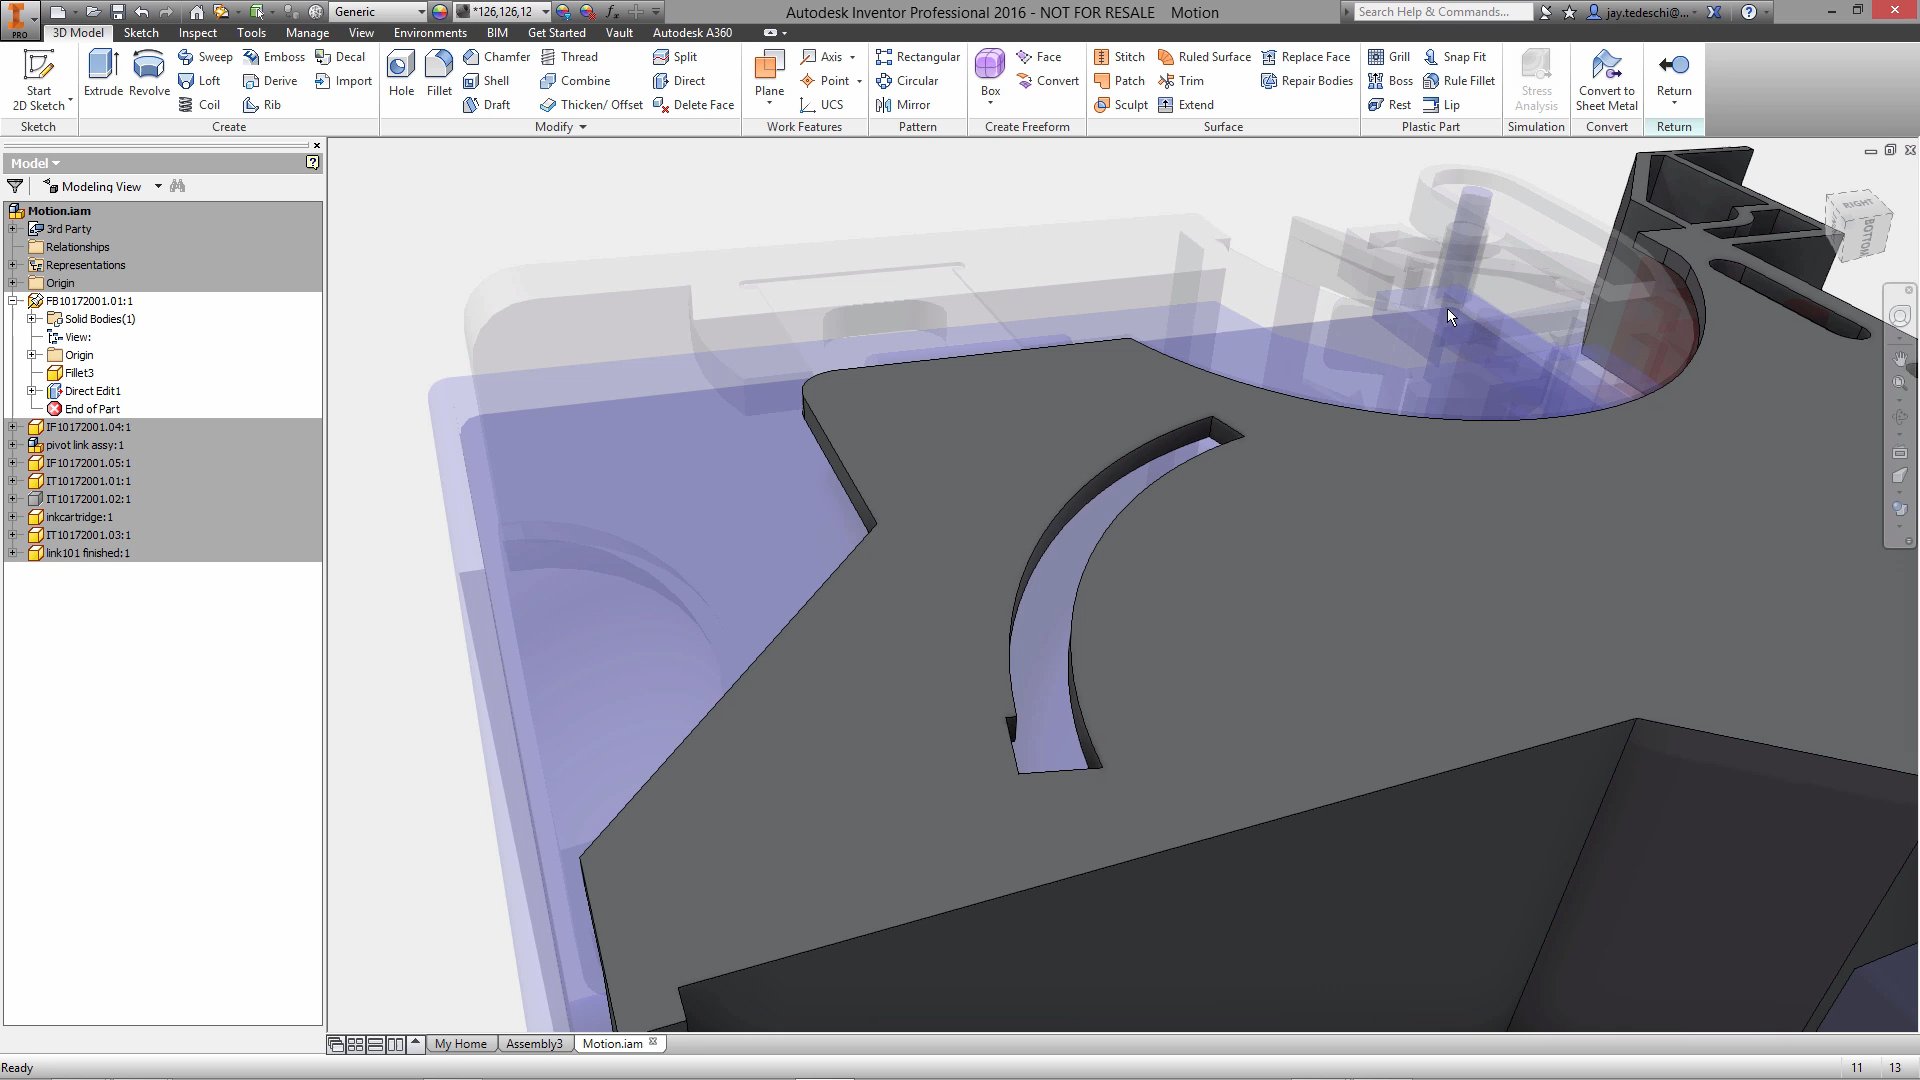 Generic
*126,126,12
Autodesk Inventor Professional 2016 - NOT FOR RESALE Motion
Search Help & Commands...
jay.tedeschi@...
PRO
3D Model Sketch Inspect Tools Manage View Environments BIM Get Started Vault Autodesk A360
Start 2D Sketch
Extrude
Revolve
Sweep
Loft
Coil
Emboss
Derive
Rib
Decal
Import
Hole
Fillet
Chamfer
Shell
Draft
Thread
Combine
Thicken/ Offset
Split
Direct
Delete Face
Plane
Axis
Point
UCS
Rectangular
Circular
Mirror
Box
Face
Convert
Stitch
Patch
Sculpt
Ruled Surface
Trim
Extend
Replace Face
Repair Bodies
Grill
Boss
Rest
Snap Fit
Rule Fillet
Lip
Stress Analysis
Convert to Sheet Metal
Return
Sketch Create Modify Work Features Pattern Create Freeform Surface Plastic Part Simulation Convert Return
Model
Modeling View
Motion.iam
3rd Party
Relationships
Representations
Origin
FB10172001.01:1
Solid Bodies(1)
View:
Origin
Fillet3
Direct Edit1
End of Part
IF10172001.04:1
pivot link assy:1
IF10172001.05:1
IT10172001.01:1
IT10172001.02:1
inkcartridge:1
IT10172001.03:1
link101 finished:1
RIGHT
BOTTOM
My Home Assembly3 Motion.iam
Ready
11 13